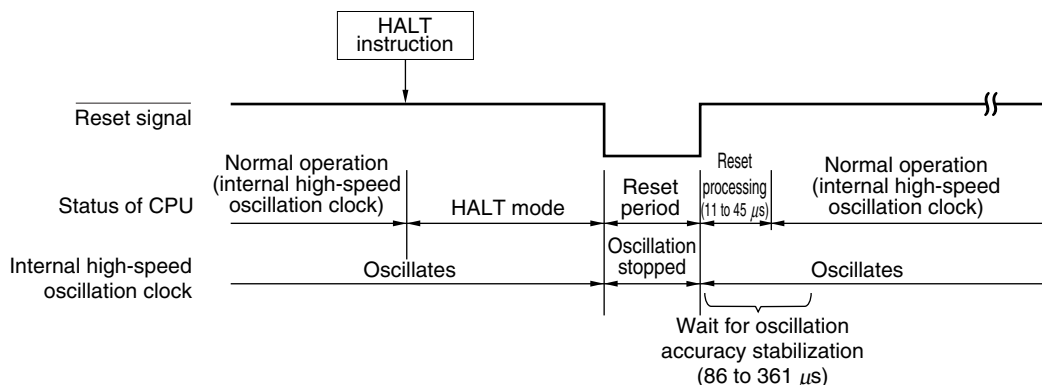 HALT
instruction
Reset signal
Status of CPU
Normal operation
(internal high-speed
oscillation clock)
HALT mode
Reset
period
Reset
processing
(11 to 45 μs)
Normal operation
(internal high-speed
oscillation clock)
Internal high-speed
oscillation clock
Oscillates
Oscillation
stopped
Oscillates
Wait for oscillation
accuracy stabilization
(86 to 361 μs)